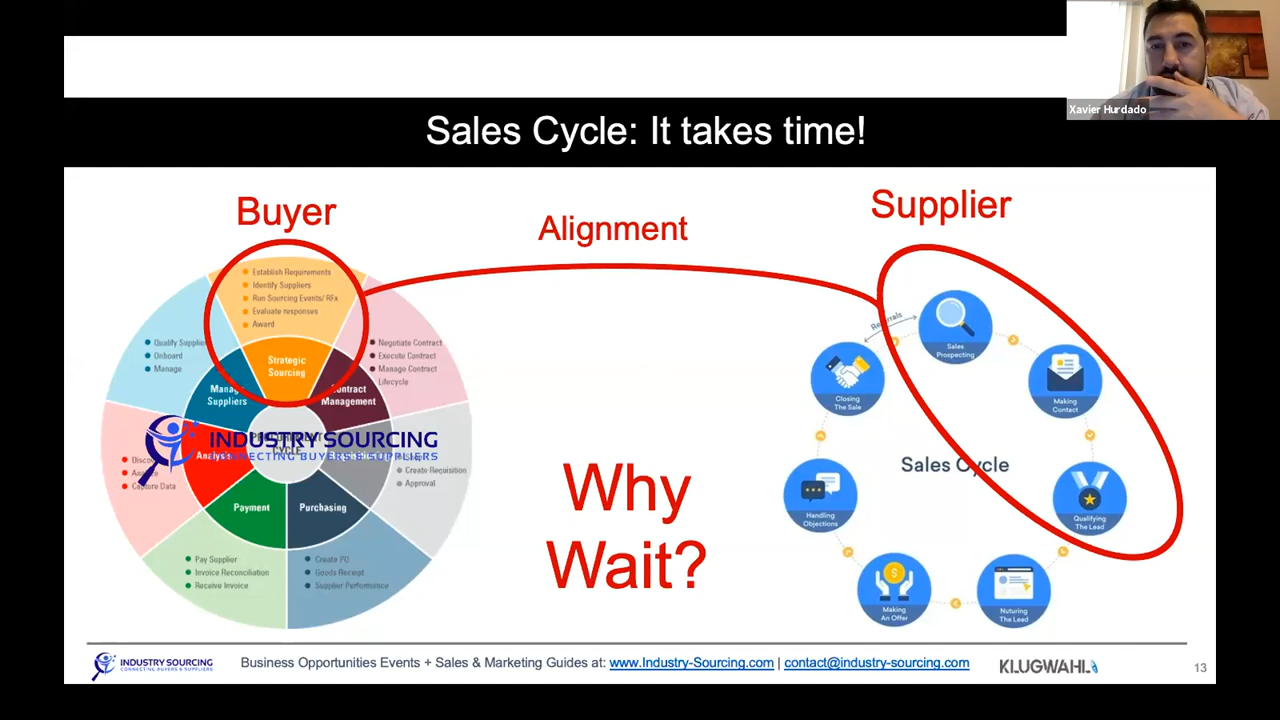 Xavier Hurdado
Sales Cycle: It takes time!
Buyer
Alignment
Supplier
Establish Requirements
Identify Suppliers
Run Sourcing Events/ RFx
Evaluate responses
Award
Strategic
Sourcing
Qualify Supplier
Onboard
Manage
Manage
Suppliers
Negotiate Contract
Execute Contract
Manage Contract
Lifecycle
Contract
Management
INDUSTRY SOURCING
CONNECTING BUYERS & SUPPLIERS
CYCLE
Analysis
Capture Data
Create Requisition
Approval
Payment
Purchasing
Pay Supplier
Invoice Reconciliation
Receive Invoice
Create PO
Goods Receipt
Supplier Performance
Why
Wait?
Referrals
Sales
Prospecting
Making
Contact
Qualifying
The Lead
Nuturing
The Lead
Making
An Offer
Handling
Objections
Closing
The Sale
Sales Cycle
INDUSTRY SOURCING
CONNECTING BUYERS & SUPPLIERS
Business Opportunities Events + Sales & Marketing Guides at: www.Industry-Sourcing.com | contact@industry-sourcing.com
KLUGWAHL
13